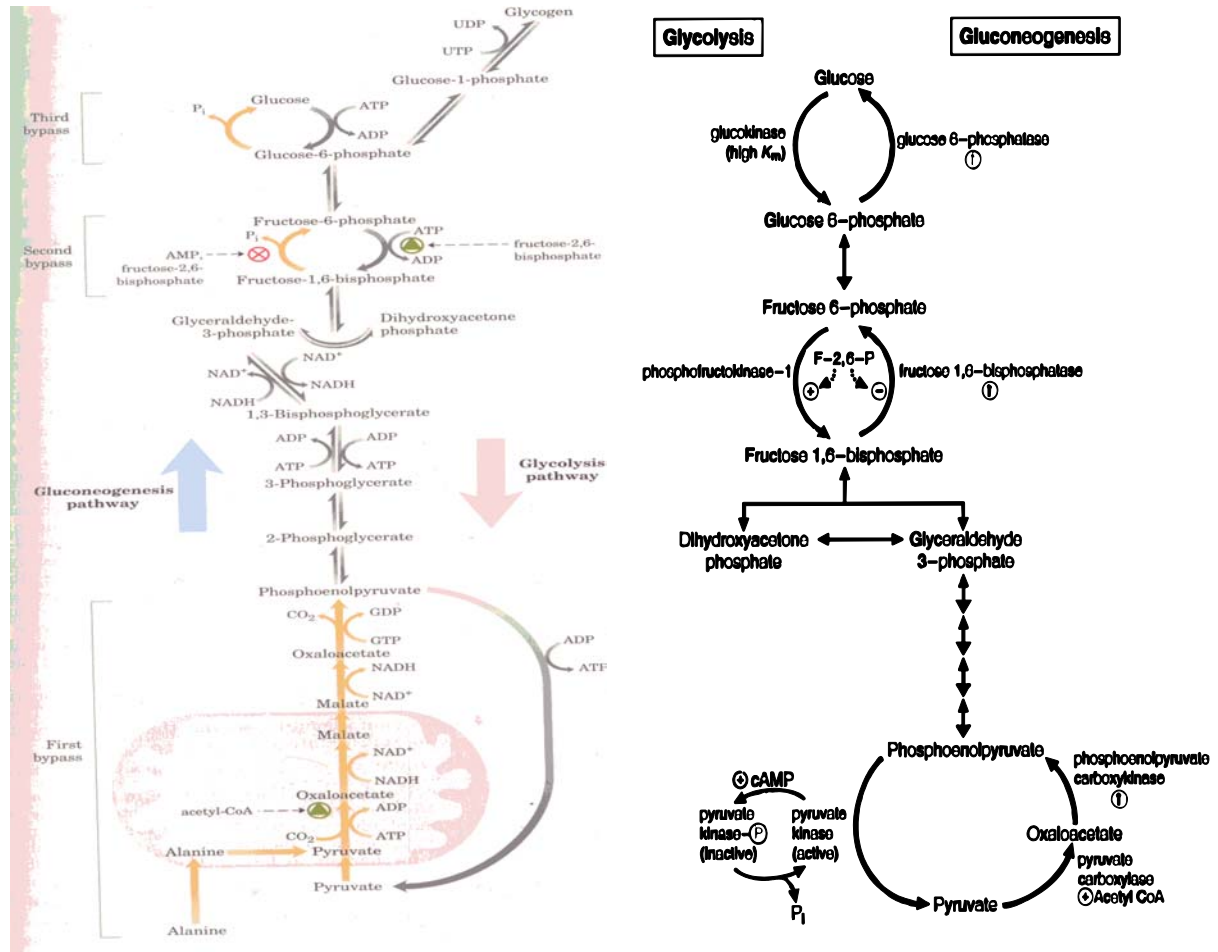 Glycogen
UDP
UTP
Glucose-1-phosphate
Third
bypass
Pi
Glucose
ATP
ADP
Glucose-6-phosphate
Second
bypass
Fructose-6-phosphate
Pi
ATP
AMP,
fructose-2,6-
bisphosphate
ADP
fructose-2,6-
bisphosphate
Fructose-1,6-bisphosphate
Glyceraldehyde-
3-phosphate
Dihydroxyacetone
phosphate
NAD+
NAD+
NADH
NADH
1,3-Bisphosphoglycerate
ADP
ADP
ATP
ATP
3-Phosphoglycerate
Gluconeogenesis
pathway
Glycolysis
pathway
2-Phosphoglycerate
Phosphoenolpyruvate
CO2
GDP
GTP
ADP
ATP
Oxaloacetate
NADH
NAD+
Malate
First
bypass
Malate
NAD+
NADH
Oxaloacetate
acetyl-CoA
ADP
CO2
ATP
Alanine
Pyruvate
Pyruvate
Alanine
Glycolysis
Gluconeogenesis
Glucose
glucokinase
(high Km)
glucose 6-phosphatase
↑
Glucose 6-phosphate
Fructose 6-phosphate
phosphofructokinase-1
F-2,6-P
+
-
fructose 1,6-bisphosphatase
↑
Fructose 1,6-bisphosphate
Dihydroxyacetone
phosphate
Glyceraldehyde
3-phosphate
Phosphoenolpyruvate
phosphoenolpyruvate
carboxykinase
↑
+ cAMP
pyruvate
kinase-P
(inactive)
pyruvate
kinase
(active)
Pi
Oxaloacetate
pyruvate
carboxylase
+ Acetyl CoA
Pyruvate